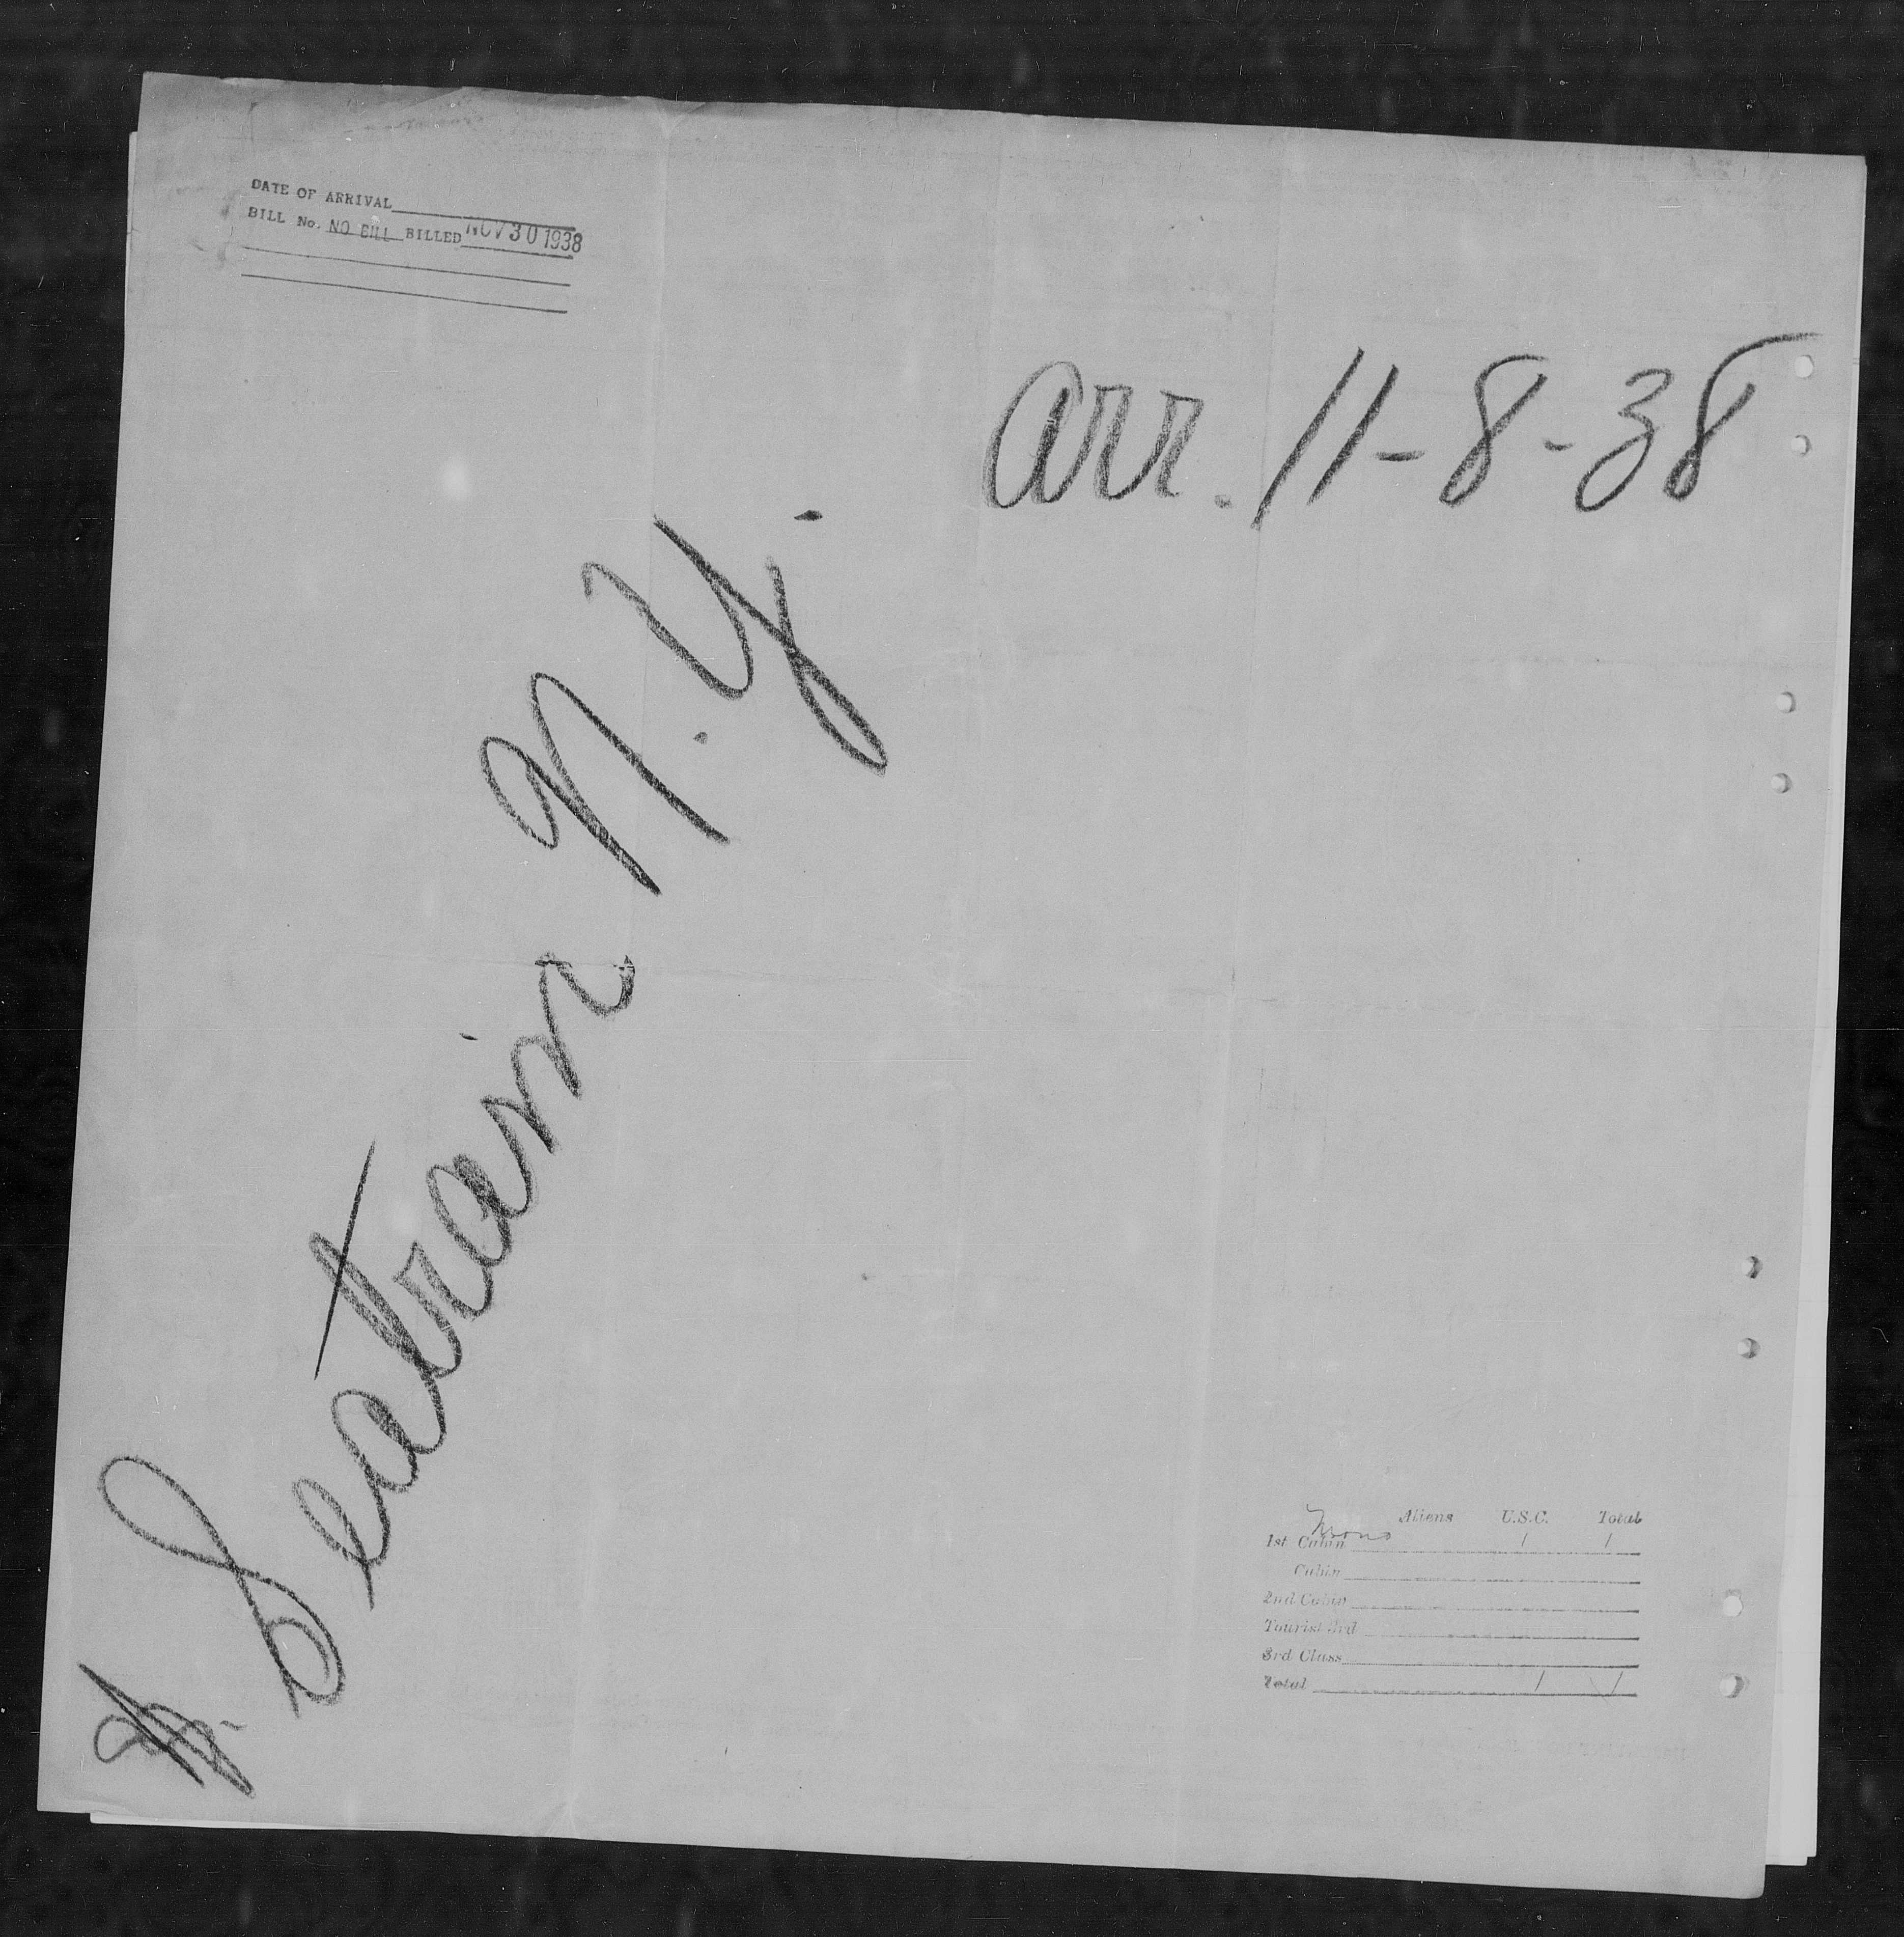 DATE OF ARRIVAL
BILL No. NO BILL BILLED NOV 30 1938
arr. 11-8-38
Seatrain N.Y.
Aliens U.S.C. Total
1st Cabin 1 1
Cabin
2nd Cabin
Tourist 3rd
3rd Class
Total 1 1